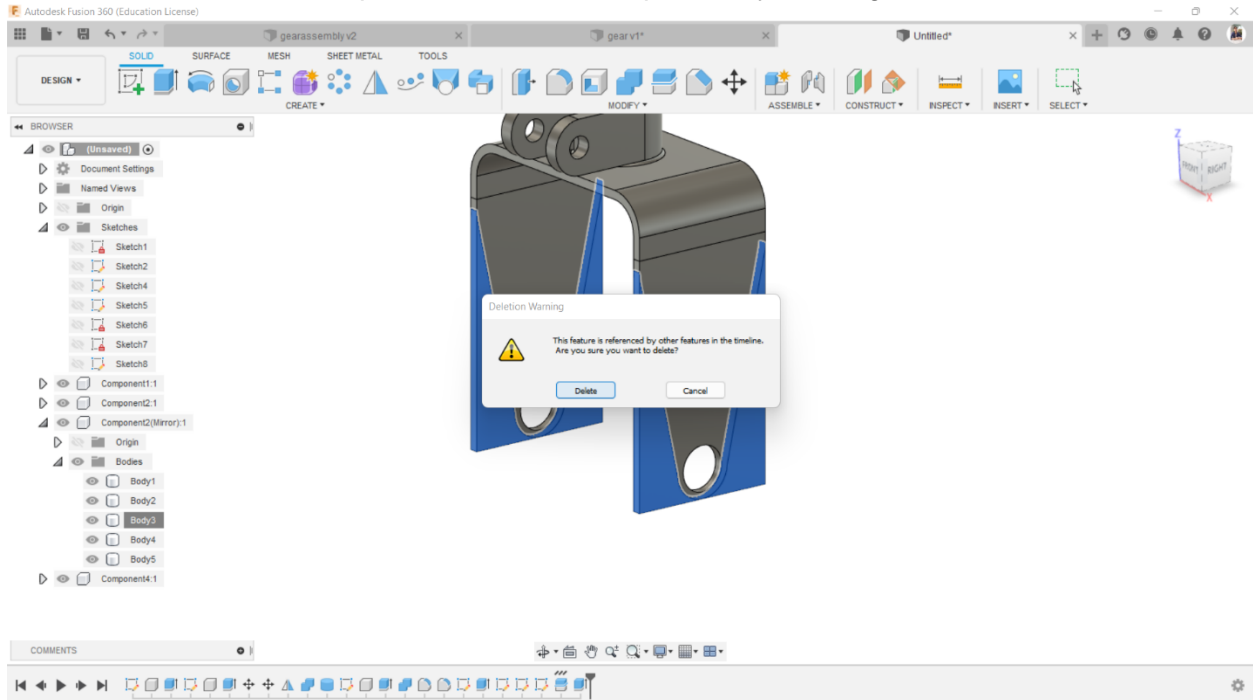 Autodesk Fusion 360 (Education License)
gearassembly v2
gear v1*
Untitled*
SOLID SURFACE MESH SHEET METAL TOOLS
DESIGN
CREATE MODIFY ASSEMBLE CONSTRUCT INSPECT INSERT SELECT
BROWSER
(Unsaved)
Document Settings
Named Views
Origin
Sketches
Sketch1
Sketch2
Sketch4
Sketch5
Sketch6
Sketch7
Sketch8
Component1:1
Component2:1
Component2(Mirror):1
Origin
Bodies
Body1
Body2
Body3
Body4
Body5
Component4:1
Z
FRONT RIGHT
X
Deletion Warning
This feature is referenced by other features in the timeline.
Are you sure you want to delete?
Delete Cancel
COMMENTS